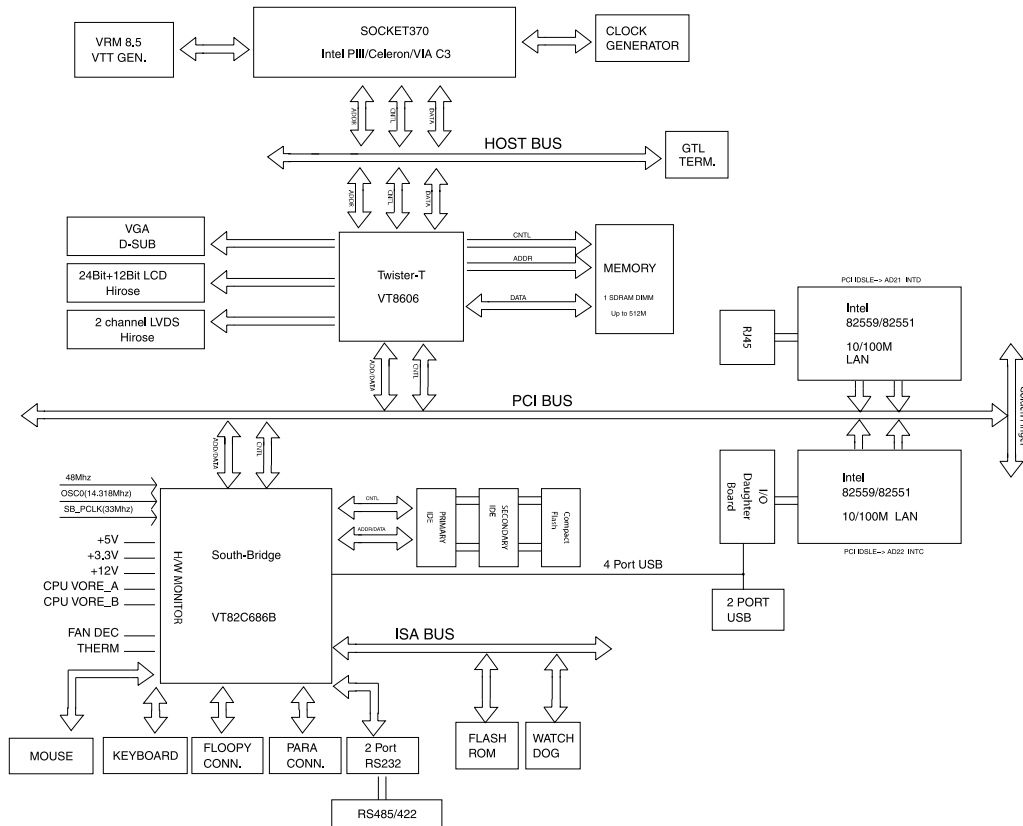 VRM 8.5
VTT GEN.
SOCKET370
Intel PIII/Celeron/VIA C3
CLOCK
GENERATOR
ADDR
CNTL
DATA
HOST BUS
GTL
TERM.
ADDR
CNTL
DATA
VGA
D-SUB
24Bit+12Bit LCD
Hirose
2 channel LVDS
Hirose
Twister-T
VT8606
CNTL
ADDR
DATA
MEMORY
1 SDRAM DIMM
Up to 512M
PCI IDSLE-> AD21 INTD
RJ45
Intel
82559/82551
10/100M
LAN
ADD/DATA
CNTL
PCI BUS
ADD/DATA
CNTL
48Mhz
OSC0(14.318Mhz)
SB_PCLK(33Mhz)
+5V
+3.3V
+12V
CPU VORE_A
CPU VORE_B
FAN DEC
THERM
H/W MONITOR
South-Bridge
VT82C686B
CNTL
ADDR/DATA
PRIMARY
IDE
SECONDARY
IDE
Compact
Flash
I/O
Daughter
Board
Intel
82559/82551
10/100M LAN
PCI IDSLE-> AD22 INTC
4 Port USB
2 PORT
USB
ISA BUS
MOUSE
KEYBOARD
FLOOPY
CONN.
PARA
CONN.
2 Port
RS232
FLASH
ROM
WATCH
DOG
RS485/422